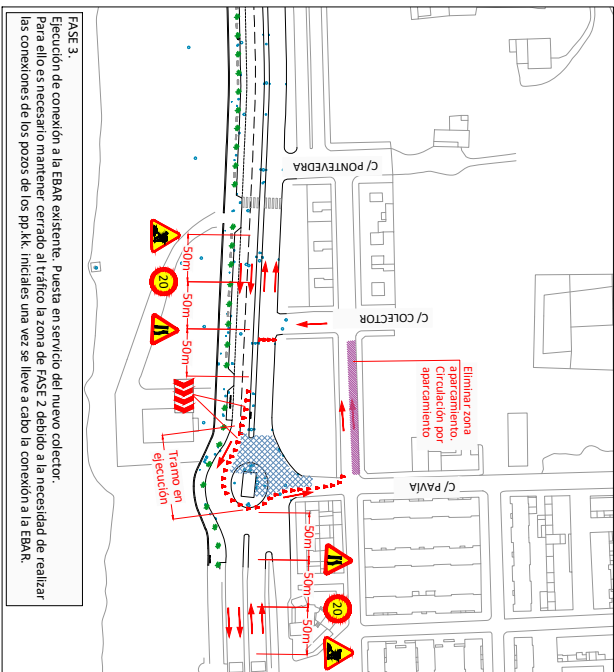 C/ PONTEVEDRA
C/ COLECTOR
C/ PAVÍA
Eliminar zona
aparcamiento.
Circulación por
aparcamiento
50m
50m
50m
20
Tramo en
ejecución
50m
50m
50m
20
FASE 3.
Ejecución de conexión a la EBAR existente. Puesta en servicio del nuevo colector.
Para ello es necesario mantener cerrado al tráfico la zona de FASE 2 debido a la necesidad de realizar
las conexiones de los pozos de los pp.kk. iniciales una vez se lleve a cabo la conexión a la EBAR.